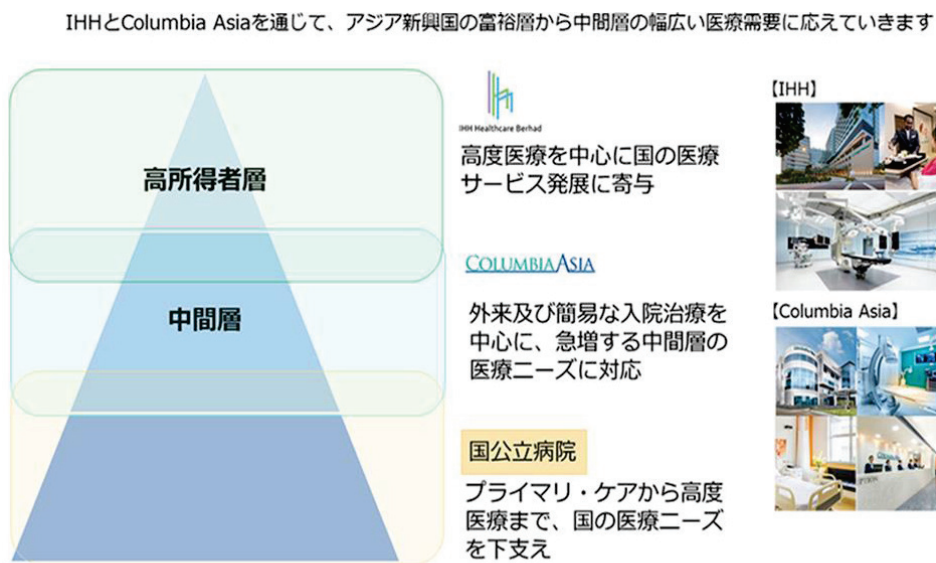 IHHとColumbia Asiaを通じて、アジア新興国の富裕層から中間層の幅広い医療需要に応えていきます
高所得者層
中間層
IHH Healthcare Berhad
高度医療を中心に国の医療
サービス発展に寄与
COLUMBIA ASIA
外来及び簡易な入院治療を
中心に、急増する中間層の
医療ニーズに対応
国公立病院
プライマリ・ケアから高度
医療まで、国の医療ニーズ
を下支え
【IHH】
【Columbia Asia】